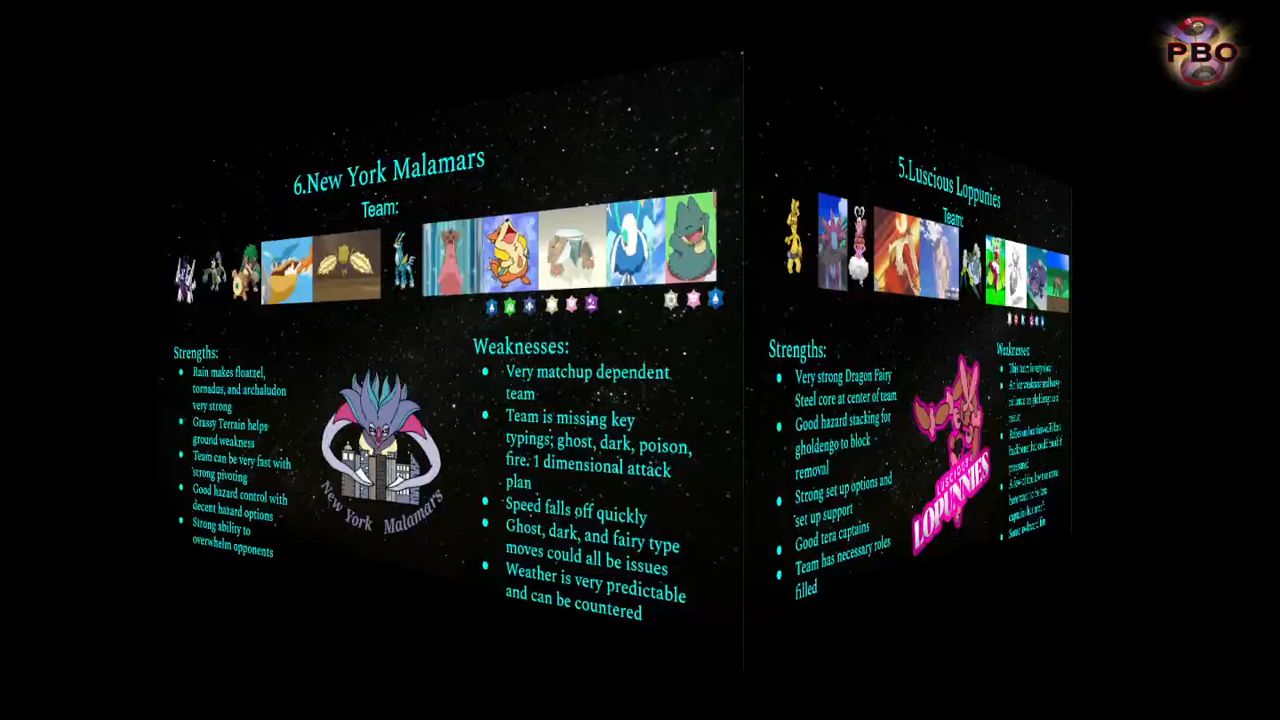 PBO
6.New York Malamars
Team:
Strengths:
Rain makes floatzel,
tornadus, and archaludon
very strong
Grassy Terrain helps
ground weakness
Team can be very fast with
strong pivoting
Good hazard control with
decent hazard options
Strong ability to
overwhelm opponents
New York Malamars
Weaknesses:
Very matchup dependent
team
Team is missing key
typings; ghost, dark, poison,
fire. 1 dimensional attack
plan
Speed falls off quickly
Ghost, dark, and fairy type
moves could all be issues
Weather is very predictable
and can be countered
5.Luscious Loppunies
Team:
Strengths:
Very strong Dragon Fairy
Steel core at center of team
Good hazard stacking for
gholdengo to block
removal
Strong set up options and
set up support
Good tera captains
Team has necessary roles
filled
LUSCIOUS
LOPUNNIES
Weaknesses:
This team is very slow